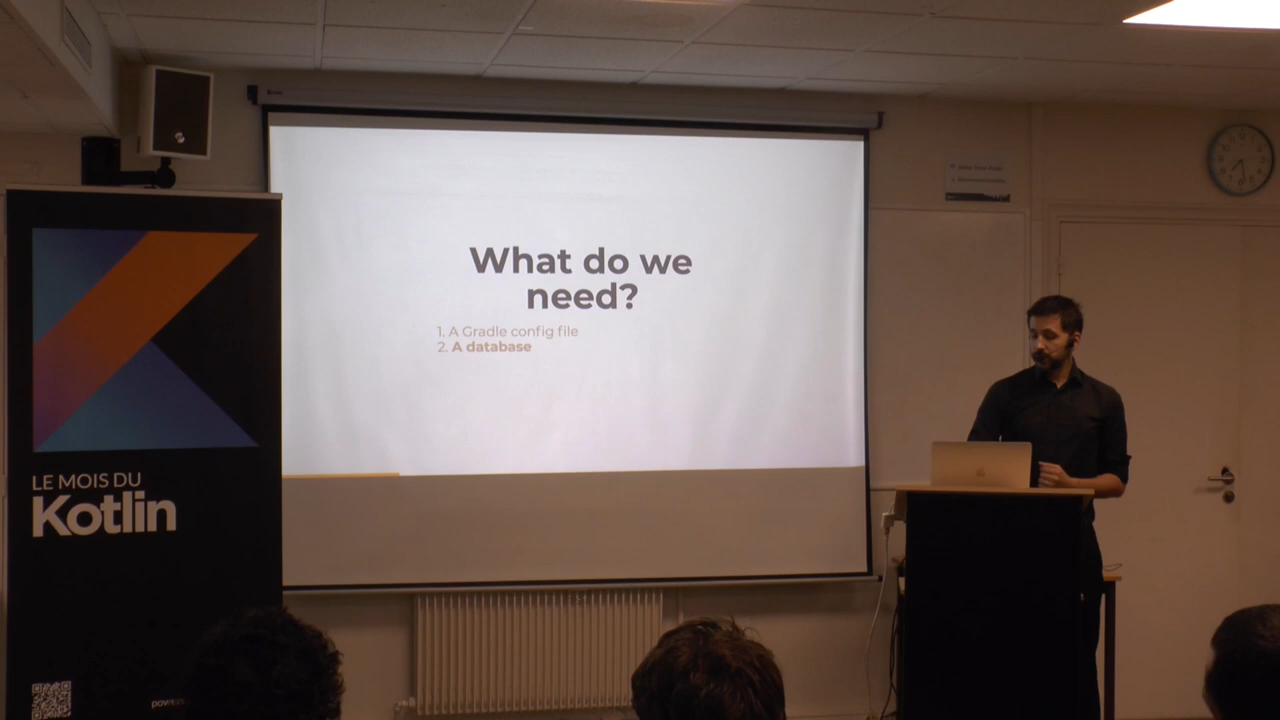 What do we
need?
1. A Gradle config file
2. A database
LE MOIS DU
Kotlin